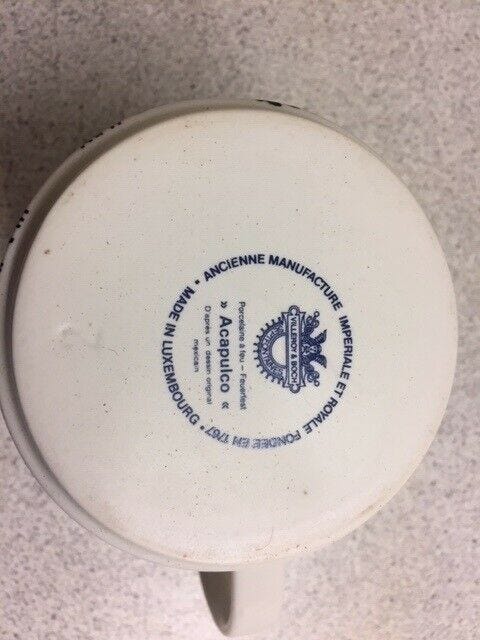 ANCIENNE MANUFACTURE IMPERIALE ET ROYALE FONDEE EN 1767 • MADE IN LUXEMBOURG •
VILLEROY & BOCH
Porcelaine à feu – Feuerfest
» Acapulco «
D'après un dessin original
mexicain